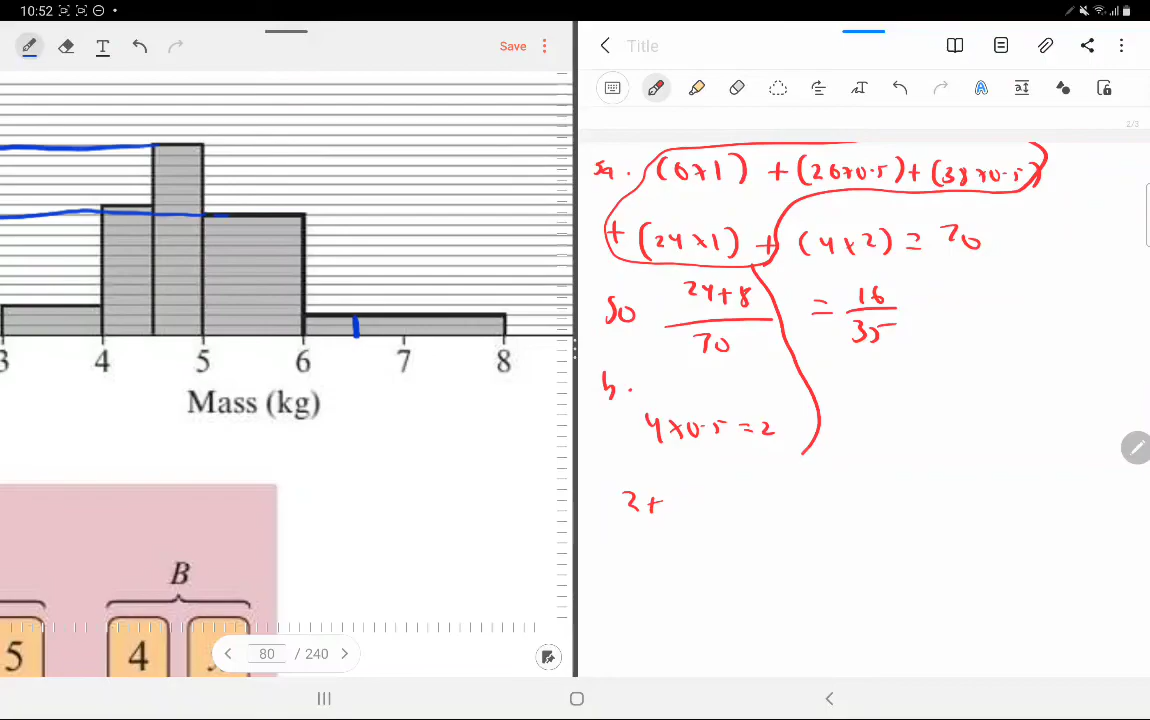 10:52
Save
Title
2/3
3 4 5 6 7 8
Mass (kg)
B
5 4
80 / 240
5a. (6×1) + (26×0.5) + (38×0.5)
+ (24×1) + (4×2) = 70
So 24+8/70 = 16/35
b.
4×0.5 = 2
2+